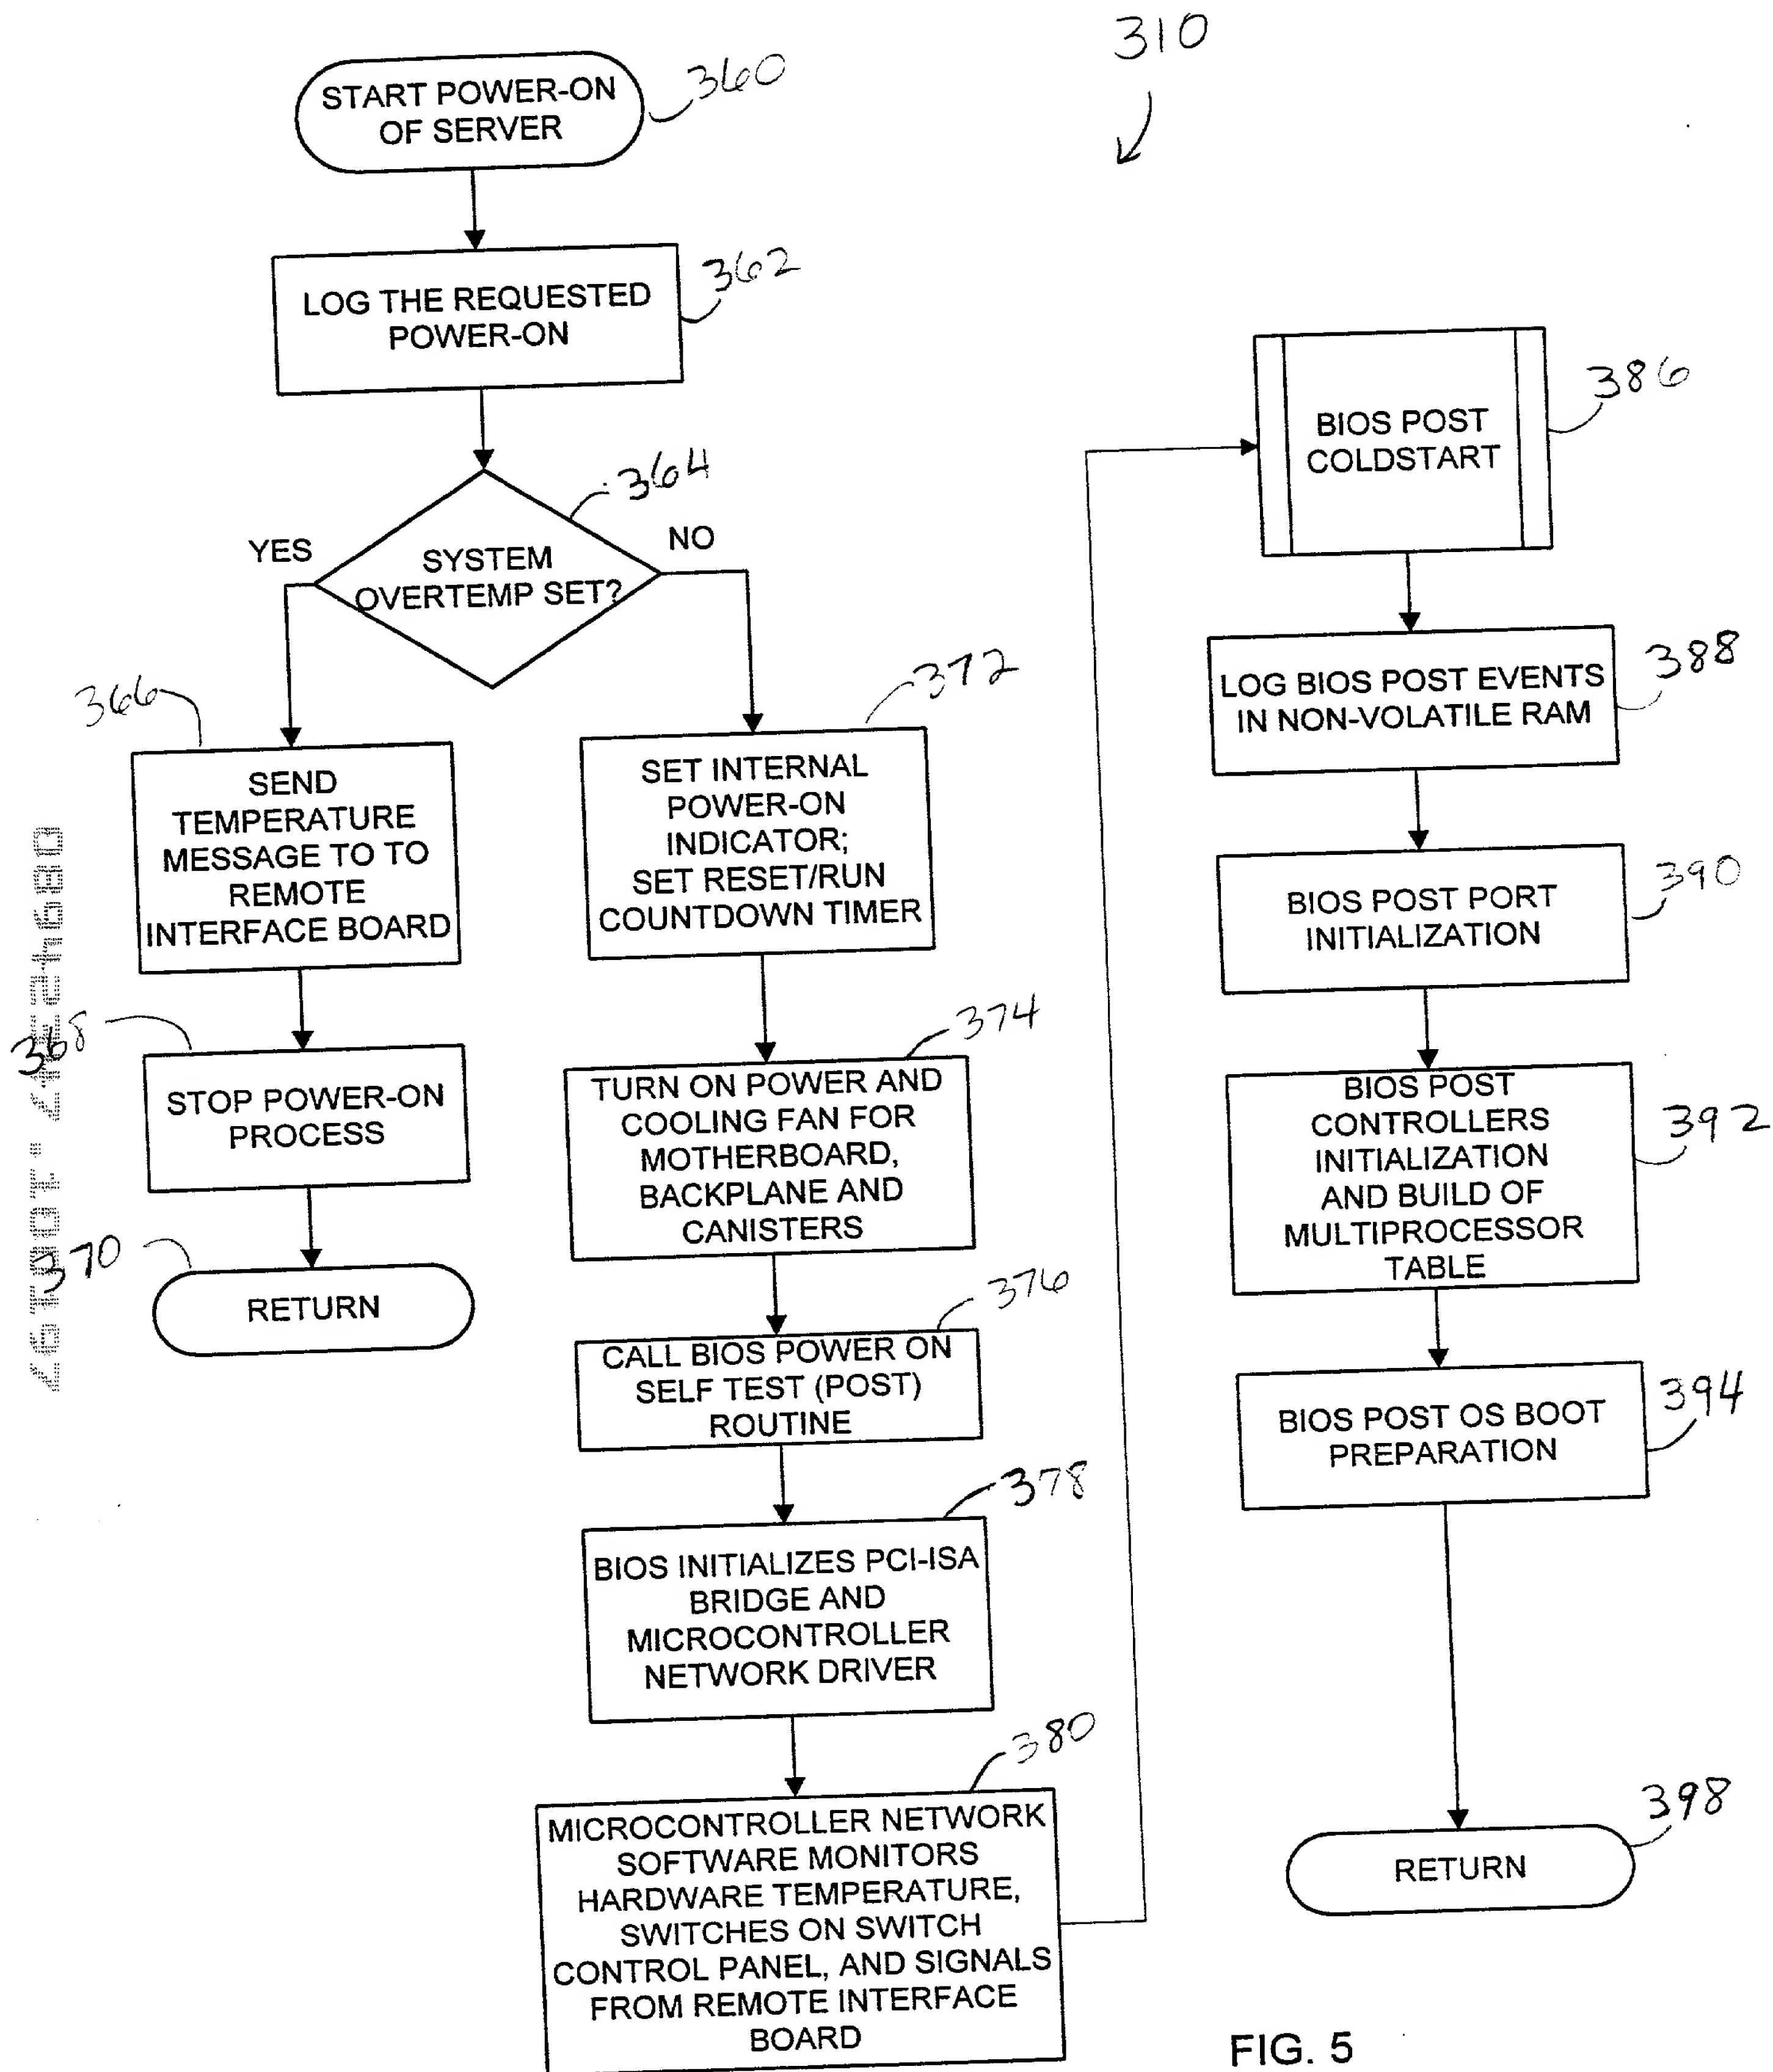 310
START POWER-ON
OF SERVER
360
LOG THE REQUESTED
POWER-ON
362
364
SYSTEM
OVERTEMP SET?
YES
NO
366
SEND
TEMPERATURE
MESSAGE TO TO
REMOTE
INTERFACE BOARD
368
STOP POWER-ON
PROCESS
370
RETURN
372
SET INTERNAL
POWER-ON
INDICATOR;
SET RESET/RUN
COUNTDOWN TIMER
374
TURN ON POWER AND
COOLING FAN FOR
MOTHERBOARD,
BACKPLANE AND
CANISTERS
376
CALL BIOS POWER ON
SELF TEST (POST)
ROUTINE
378
BIOS INITIALIZES PCI-ISA
BRIDGE AND
MICROCONTROLLER
NETWORK DRIVER
380
MICROCONTROLLER NETWORK
SOFTWARE MONITORS
HARDWARE TEMPERATURE,
SWITCHES ON SWITCH
CONTROL PANEL, AND SIGNALS
FROM REMOTE INTERFACE
BOARD
BIOS POST
COLDSTART
386
LOG BIOS POST EVENTS
IN NON-VOLATILE RAM
388
BIOS POST PORT
INITIALIZATION
390
BIOS POST
CONTROLLERS
INITIALIZATION
AND BUILD OF
MULTIPROCESSOR
TABLE
392
BIOS POST OS BOOT
PREPARATION
394
RETURN
398
FIG. 5